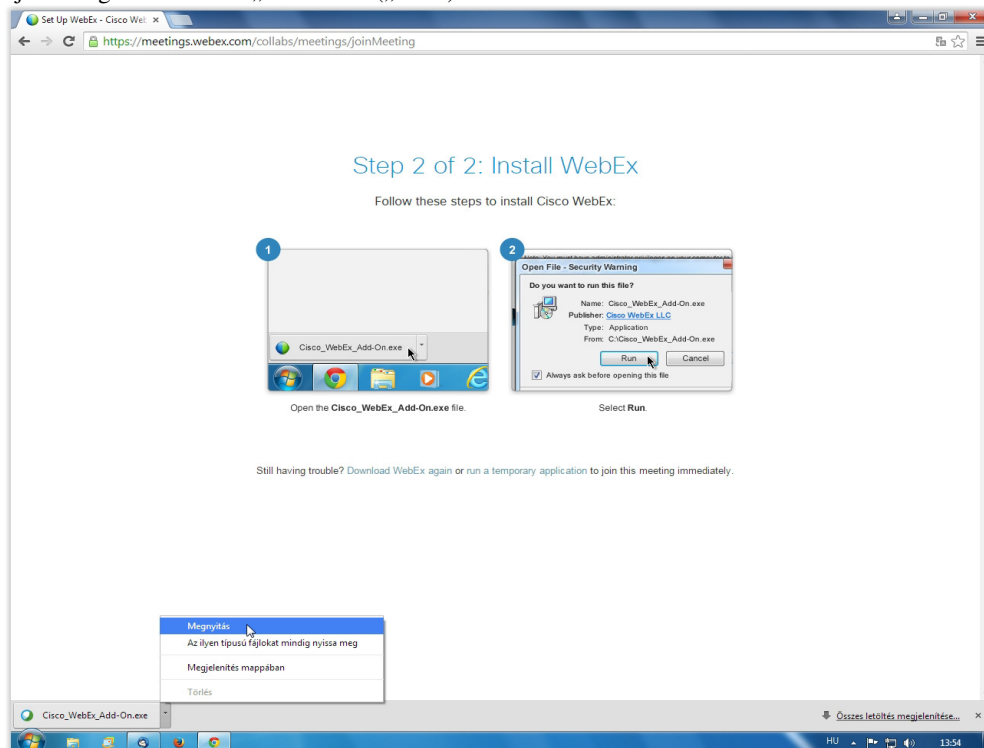 Set Up WebEx - Cisco Web
https://meetings.webex.com/collabs/meetings/joinMeeting
Step 2 of 2: Install WebEx
Follow these steps to install Cisco WebEx:
1
Cisco_WebEx_Add-On.exe
Open the Cisco_WebEx_Add-On.exe file.
2
Open File - Security Warning
Do you want to run this file?
Name: Cisco_WebEx_Add-On.exe
Publisher: Cisco WebEx LLC
Type: Application
From: C:\Cisco_WebEx_Add-On.exe
Run Cancel
Always ask before opening this file
Select Run.
Still having trouble? Download WebEx again or run a temporary application to join this meeting immediately.
Megnyitás
Az ilyen típusú fájlokat mindig nyissa meg
Megjelenítés mappában
Törlés
Cisco_WebEx_Add-On.exe
Összes letöltés megjelenítése...
HU 13:54